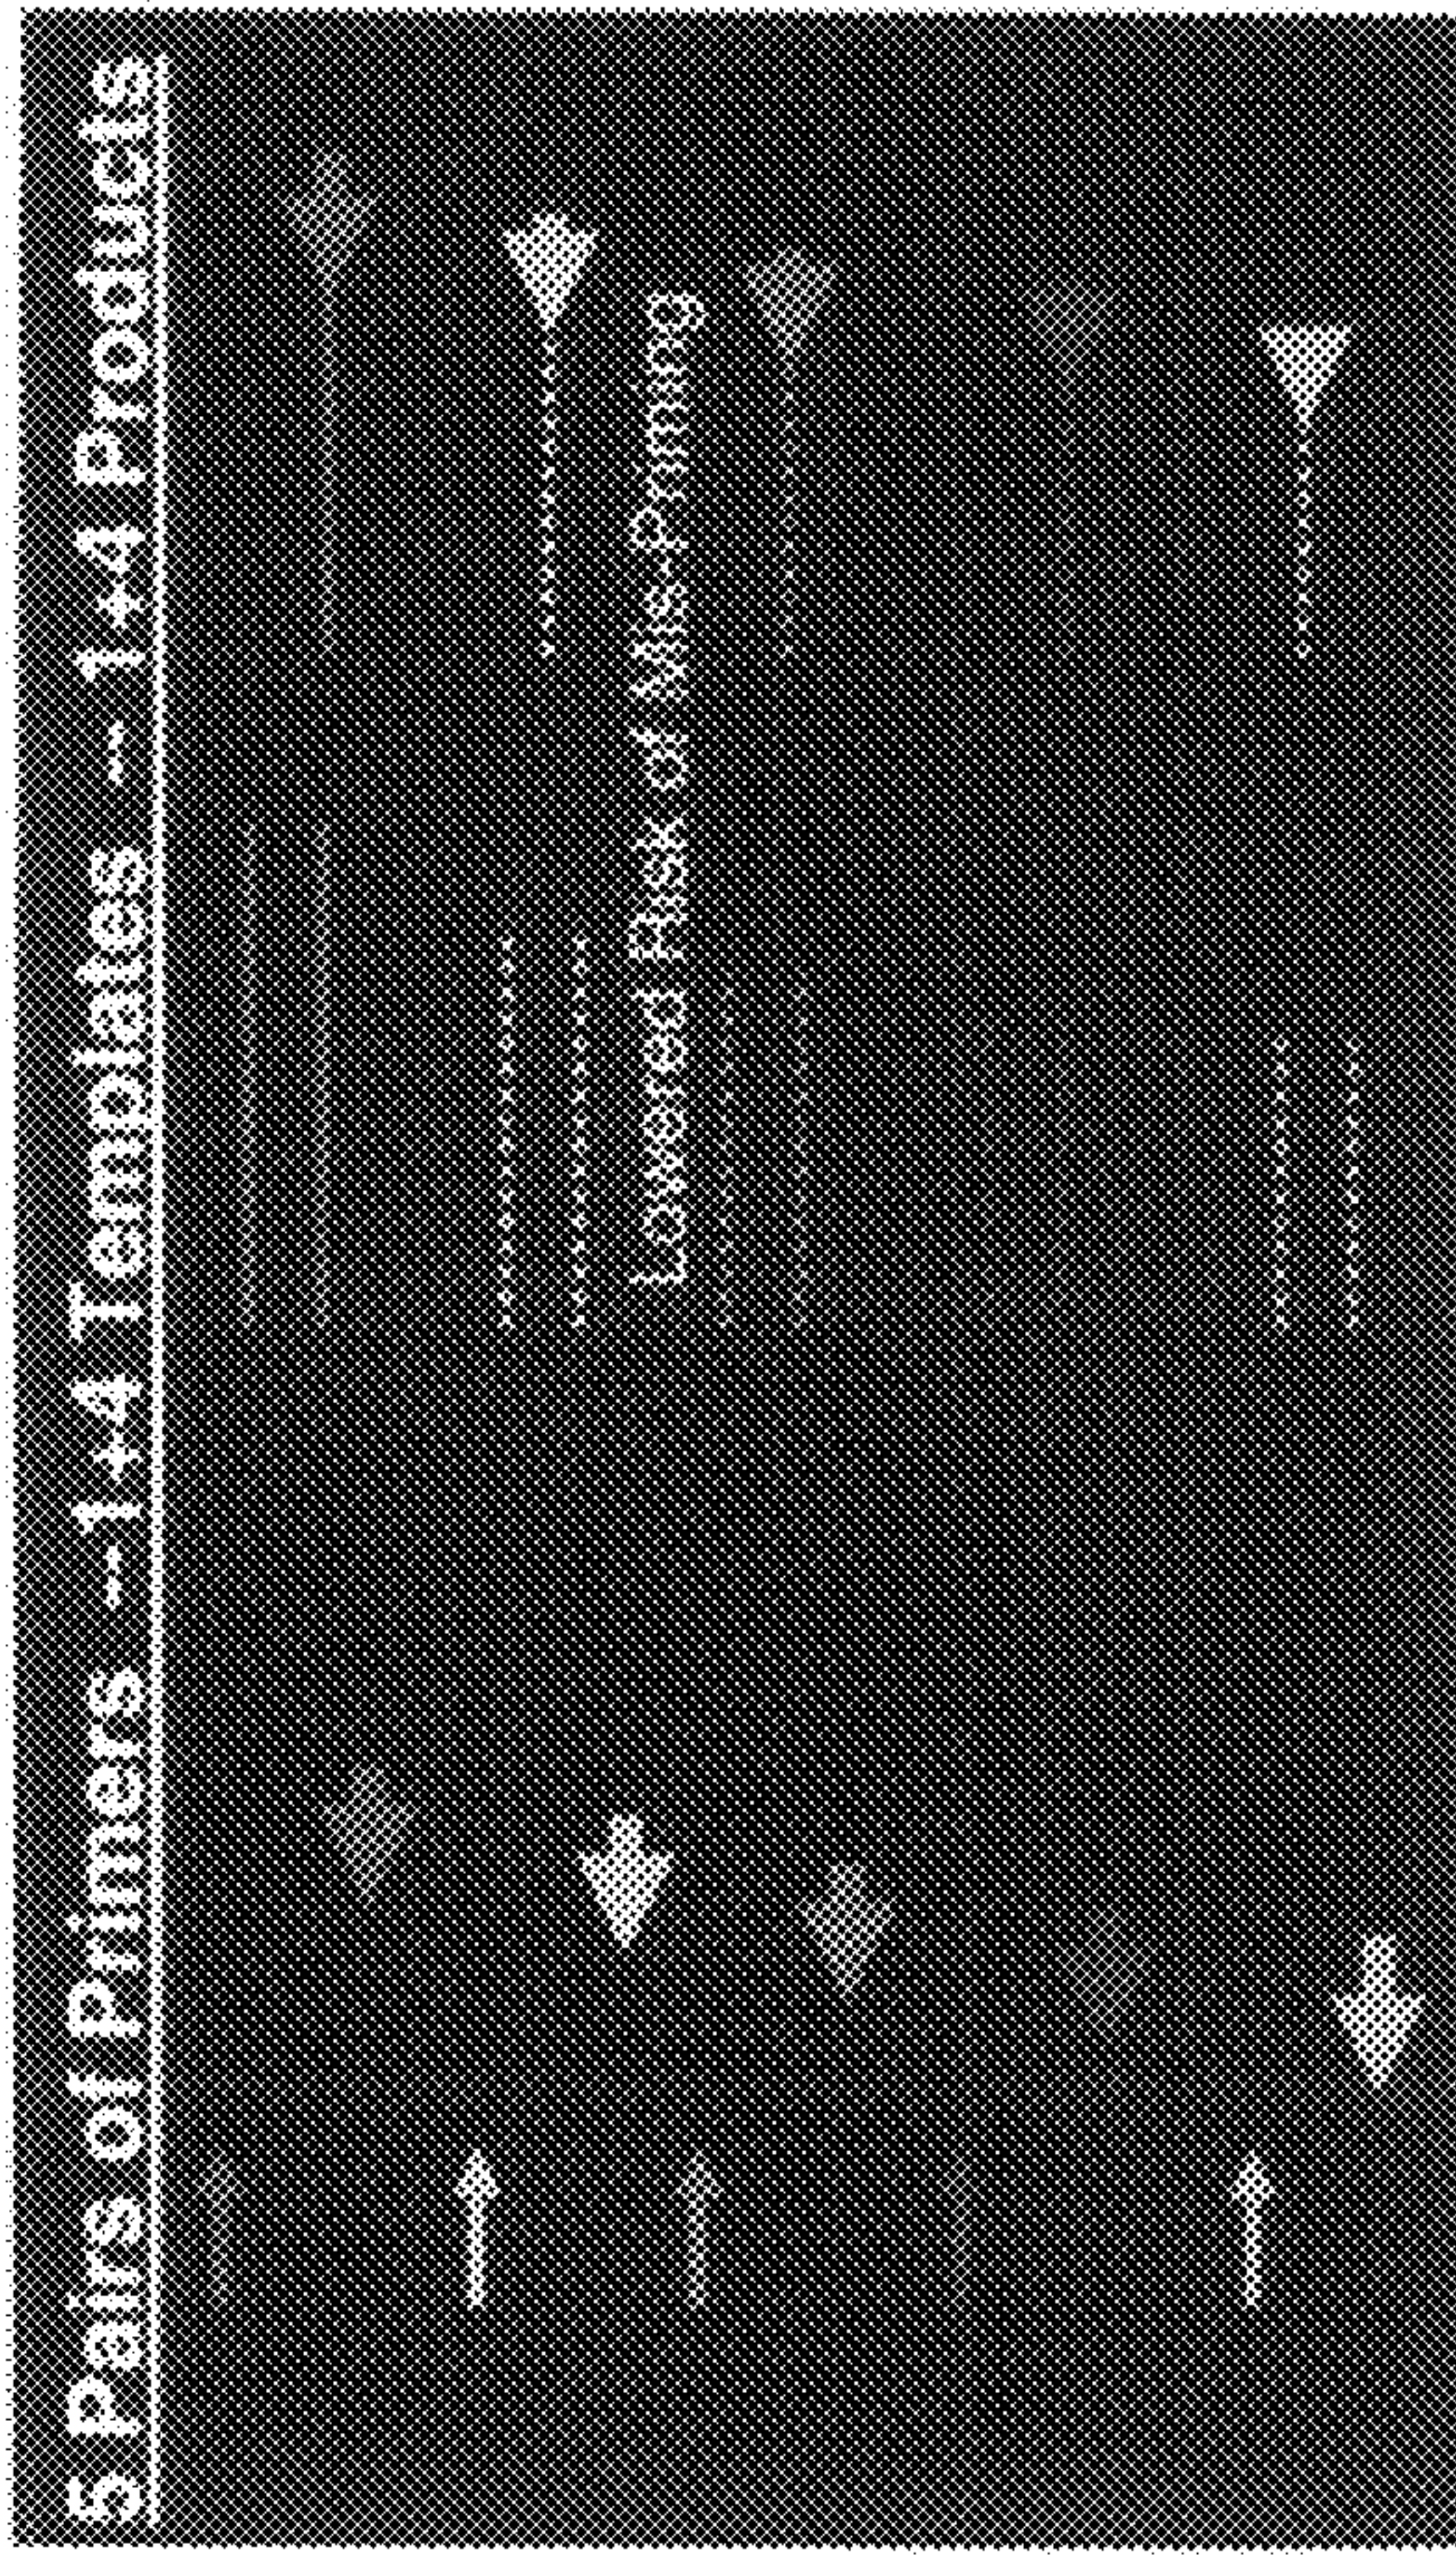 5 Pairs of Primers –1+4 Templates – 1+4 Products
Lowered Risk of Mis-Priming